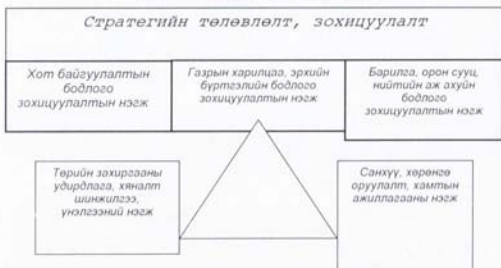 Стратегийн төлөвлөлт, зохицуулалт
Хот байгуулалтын
бодлого
зохицуулалтын нэгж
Газрын харилцаа, эрхийн
бүртгэлийн бодлого
зохицуулалтын нэгж
Барилга, орон сууц,
нийтийн аж ахуйн
бодлого
зохицуулалтын нэгж
Төрийн захиргааны
удирдлага, хяналт
шинжилгээ,
үнэлгээний нэгж
Санхүү, хөрөнгө
оруулалт, хамтын
ажиллагааны нэгж